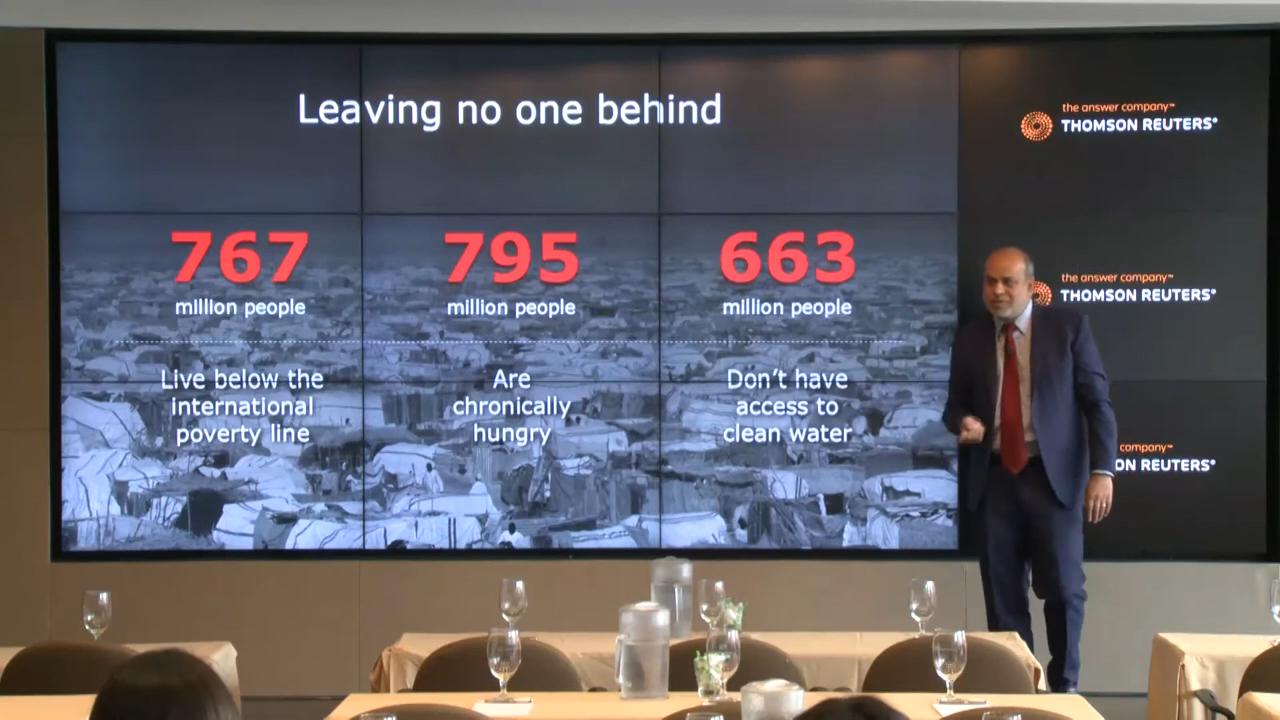 Leaving no one behind
767
million people
Live below the
international
poverty line
795
million people
Are
chronically
hungry
663
million people
Don't have
access to
clean water
the answer company™
THOMSON REUTERS®
the answer company™
THOMSON REUTERS®
company™
ON REUTERS®